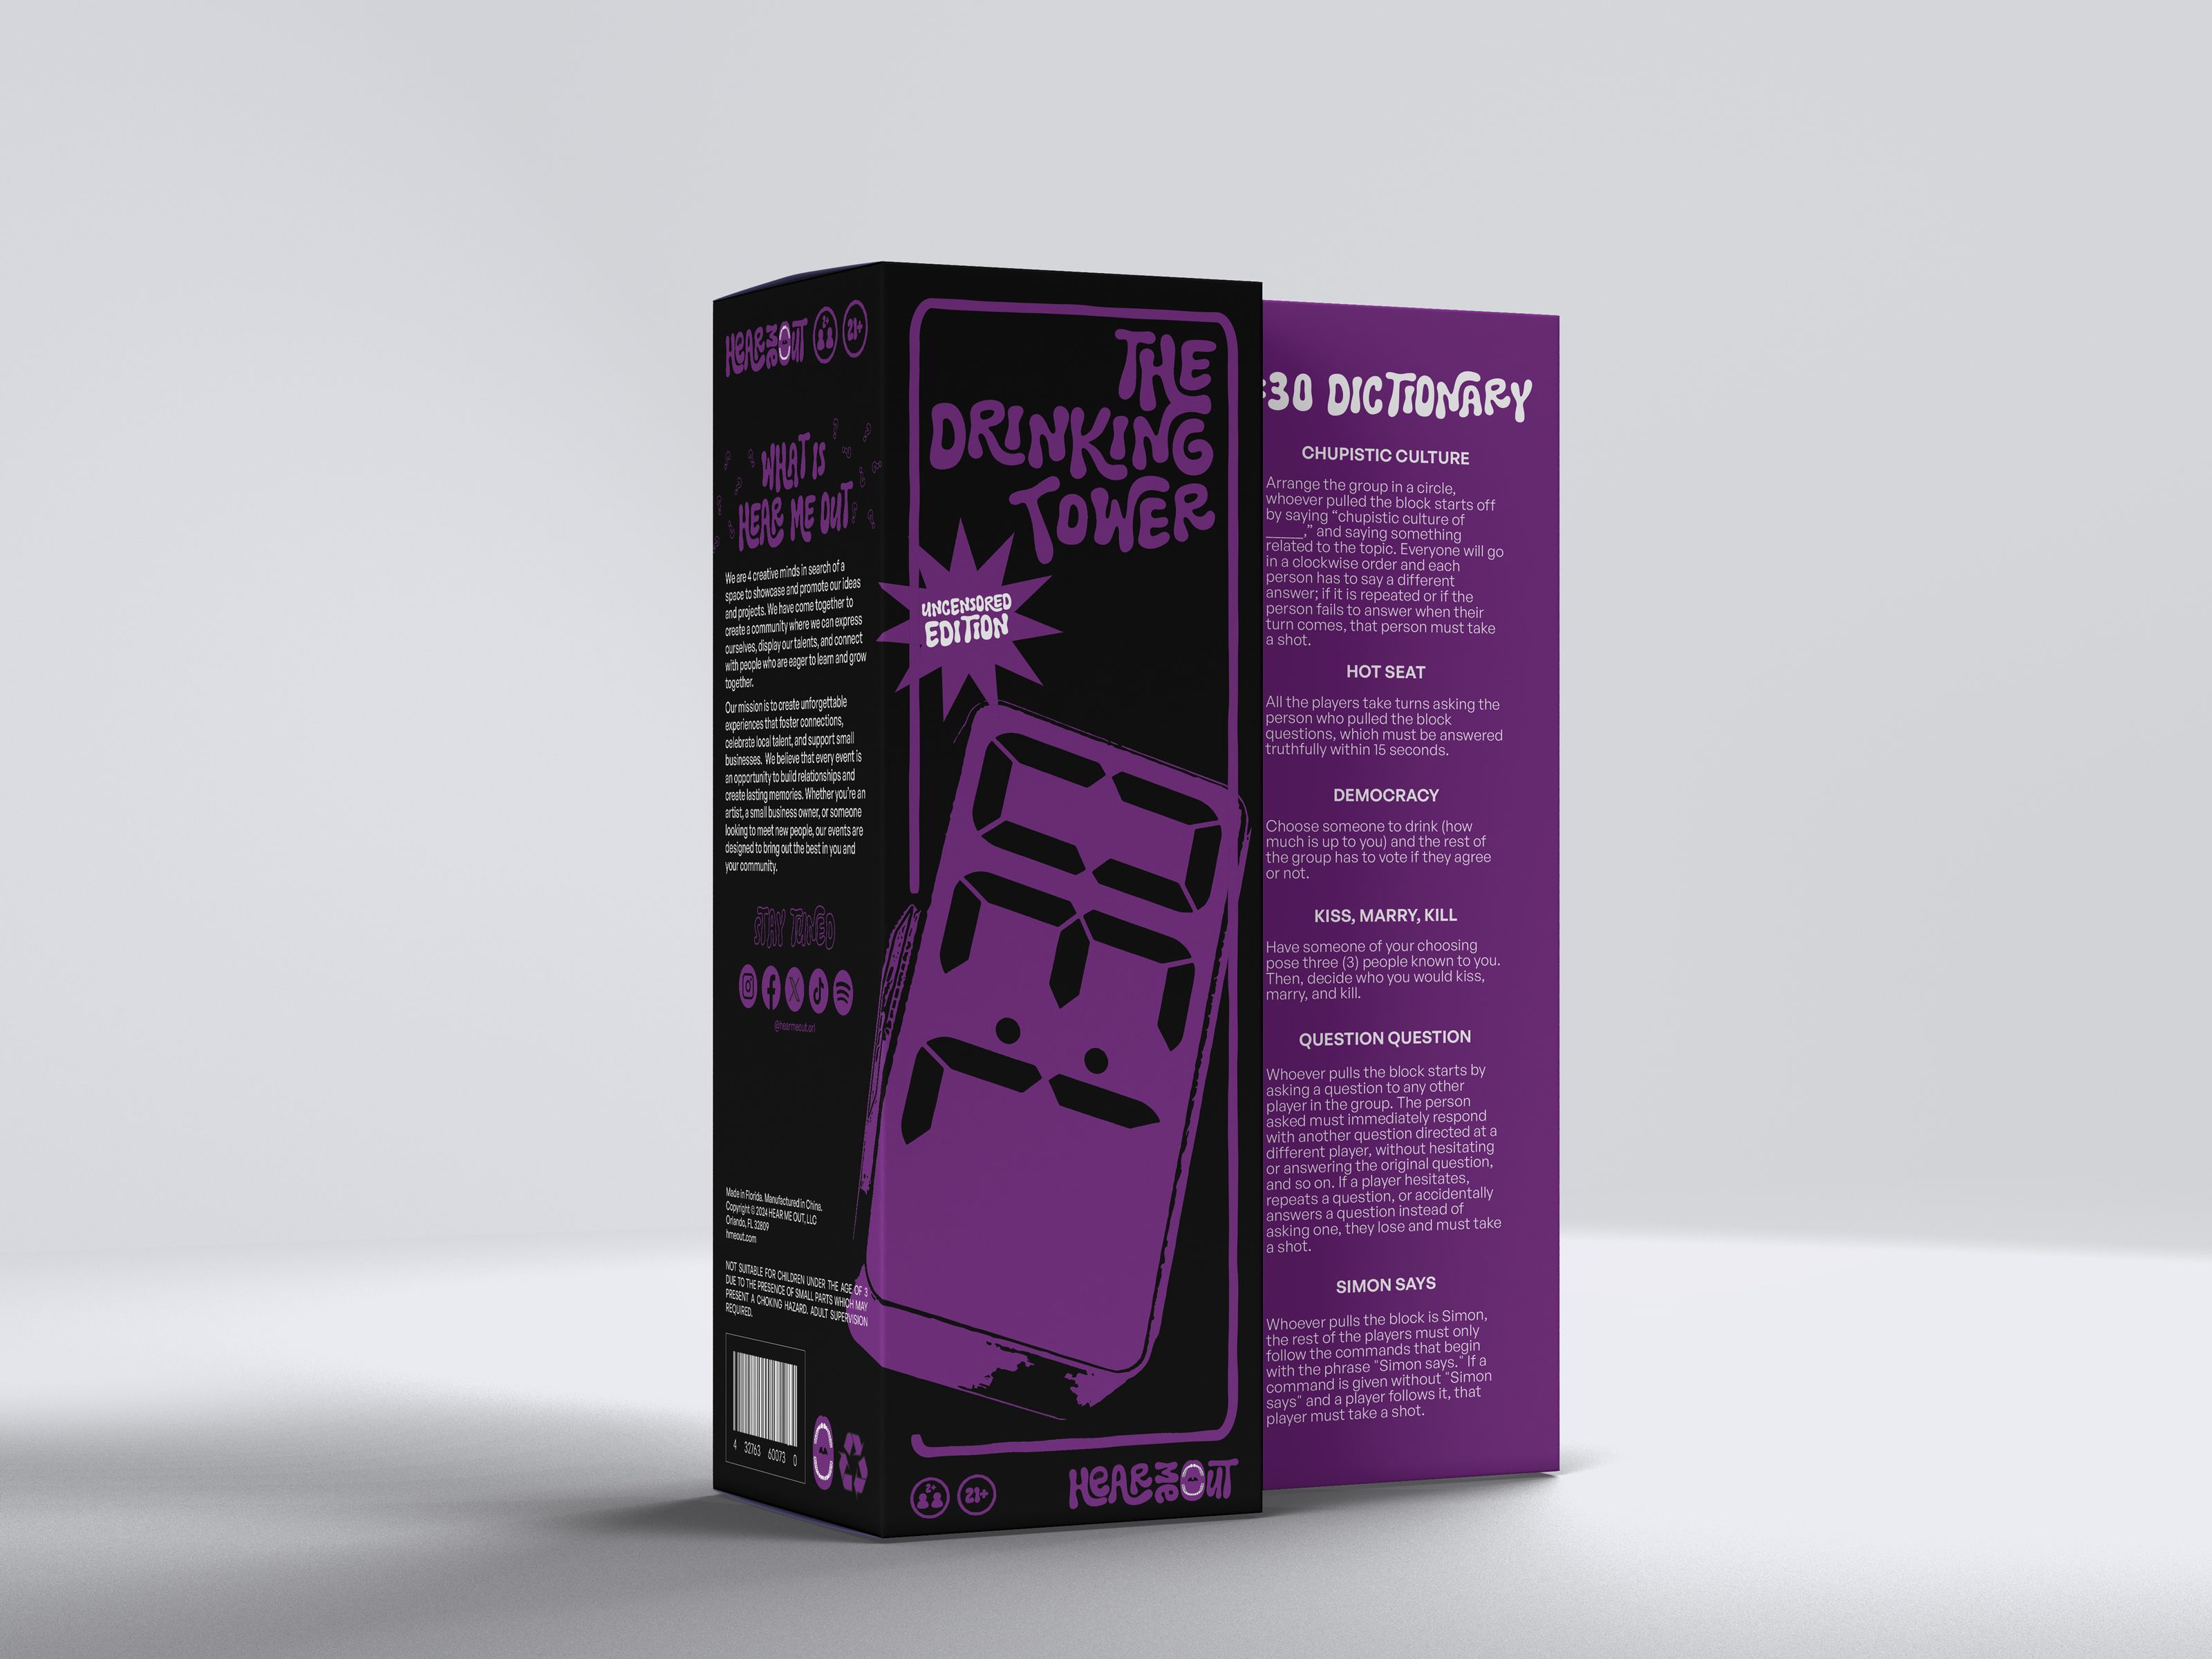 HEAR ME OUT
2+
21+
WHAT IS
HEAR ME OUT
We are 4 creative minds in search of a
space to showcase and promote our ideas
and projects. We have come together to
create a community where we can express
ourselves, display our talents, and connect
with people who are eager to learn and grow
together.
Our mission is to create unforgettable
experiences that foster connections,
celebrate local talent, and support small
businesses. We believe that every event is
an opportunity to build relationships and
create lasting memories. Whether you're an
artist, a small business owner, or someone
looking to meet new people, our events are
designed to bring out the best in you and
your community.
STAY TUNED
@hearmeout.orl
Made in Florida. Manufactured in China.
Copyright © 2024 HEAR ME OUT, LLC
Orlando, FL 32809
hmeout.com
NOT SUITABLE FOR CHILDREN UNDER THE AGE OF 3
DUE TO THE PRESENCE OF SMALL PARTS WHICH MAY
PRESENT A CHOKING HAZARD. ADULT SUPERVISION
REQUIRED.
4 32763 60073 0
THE
DRINKING
TOWER
UNCENSORED
EDITION
2+
21+
HEAR ME OUT
:30 DICTIONARY
CHUPISTIC CULTURE
Arrange the group in a circle,
whoever pulled the block starts off
by saying “chupistic culture of
_____,” and saying something
related to the topic. Everyone will go
in a clockwise order and each
person has to say a different
answer; if it is repeated or if the
person fails to answer when their
turn comes, that person must take
a shot.
HOT SEAT
All the players take turns asking the
person who pulled the block
questions, which must be answered
truthfully within 15 seconds.
DEMOCRACY
Choose someone to drink (how
much is up to you) and the rest of
the group has to vote if they agree
or not.
KISS, MARRY, KILL
Have someone of your choosing
pose three (3) people known to you.
Then, decide who you would kiss,
marry, and kill.
QUESTION QUESTION
Whoever pulls the block starts by
asking a question to any other
player in the group. The person
asked must immediately respond
with another question directed at a
different player, without hesitating
or answering the original question,
and so on. If a player hesitates,
repeats a question, or accidentally
answers a question instead of
asking one, they lose and must take
a shot.
SIMON SAYS
Whoever pulls the block is Simon,
the rest of the players must only
follow the commands that begin
with the phrase "Simon says." If a
command is given without "Simon
says" and a player follows it, that
player must take a shot.